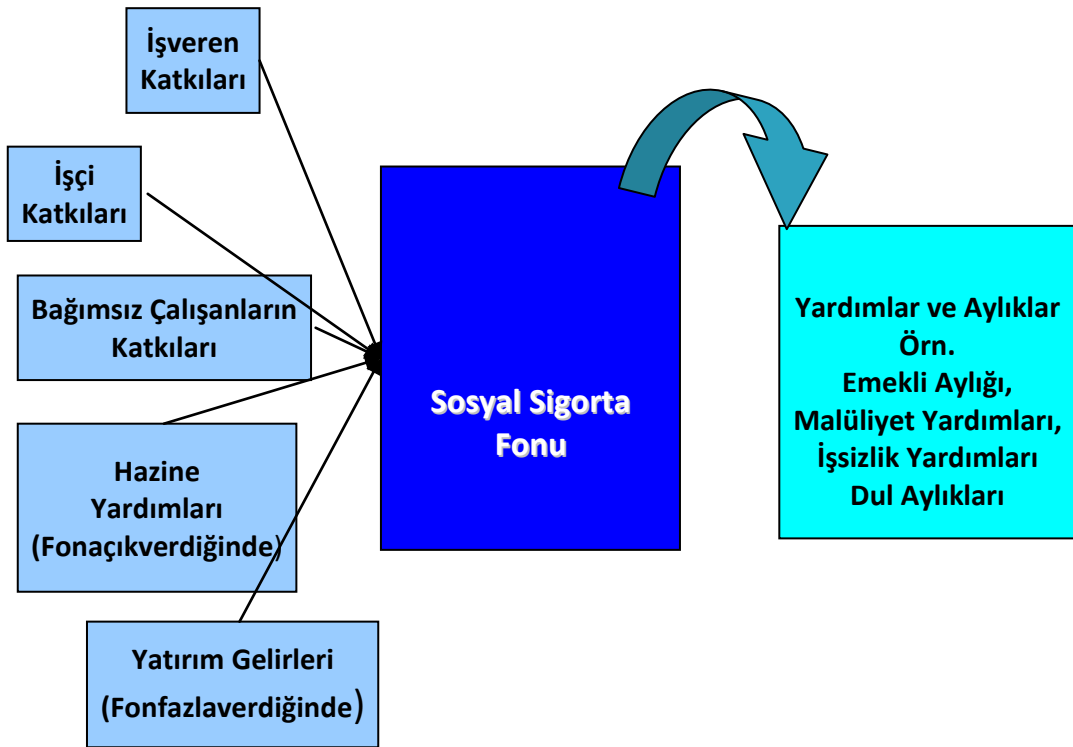 İşveren
Katkıları
İşçi
Katkıları
Bağımsız Çalışanların
Katkıları
Hazine
Yardımları
(Fonaçıkverdiğinde)
Yatırım Gelirleri
(Fonfazlaverdiğinde)
Sosyal Sigorta
Fonu
Yardımlar ve Aylıklar
Örn.
Emekli Aylığı,
Malüliyet Yardımları,
İşsizlik Yardımları
Dul Aylıkları